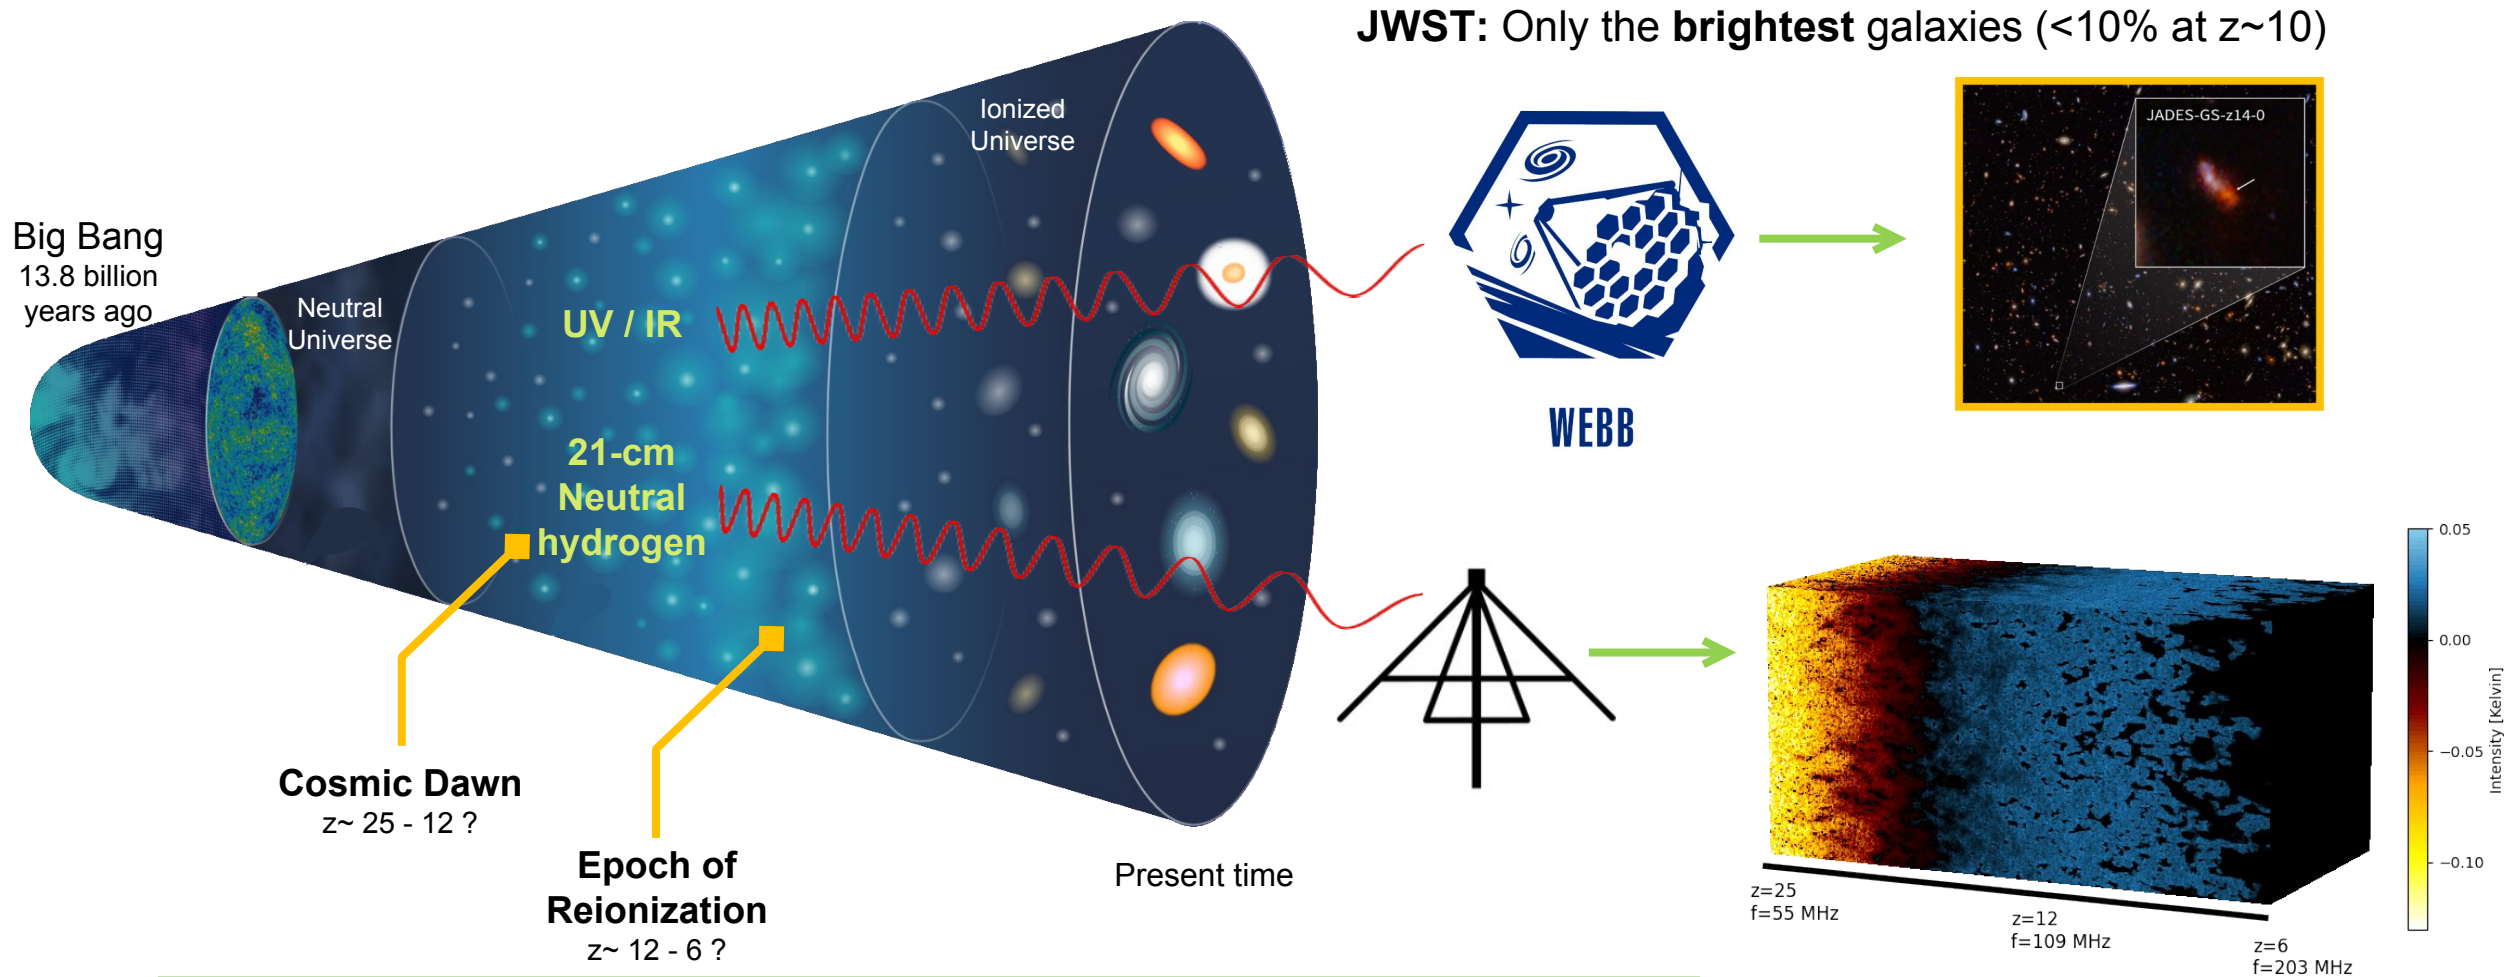 JWST: Only the brightest galaxies (<10% at z~10)
Big Bang
13.8 billion
years ago
Neutral
Universe
Ionized
Universe
UV / IR
21-cm
Neutral
hydrogen
Cosmic Dawn
z~ 25 - 12 ?
Epoch of
Reionization
z~ 12 - 6 ?
Present time
WEBB
JADES-GS-z14-0
z=25
f=55 MHz
z=12
f=109 MHz
z=6
f=203 MHz
0.05
0.00
−0.05
−0.10
Intensity [Kelvin]